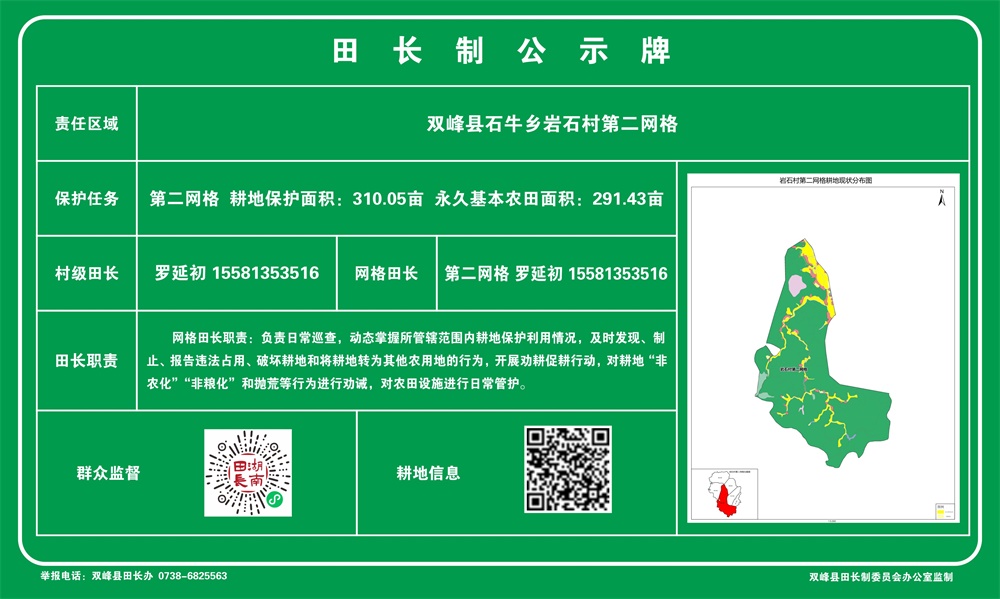 田长制公示牌
责任区域
双峰县石牛乡岩石村第二网格
保护任务
第二网格 耕地保护面积：310.05亩 永久基本农田面积：291.43亩
村级田长
罗延初 15581353516
网格田长
第二网格 罗延初 15581353516
田长职责
网格田长职责：负责日常巡查，动态掌握所管辖范围内耕地保护利用情况，及时发现、制
止、报告违法占用、破坏耕地和将耕地转为其他农用地的行为，开展劝耕促耕行动，对耕地“非
农化”“非粮化”和抛荒等行为进行劝诫，对农田设施进行日常管护。
群众监督
湖南
田長
耕地信息
岩石村第二网格耕地现状分布图
N
岩石村第二网格
举报电话：双峰县田长办 0738-6825563
双峰县田长制委员会办公室监制